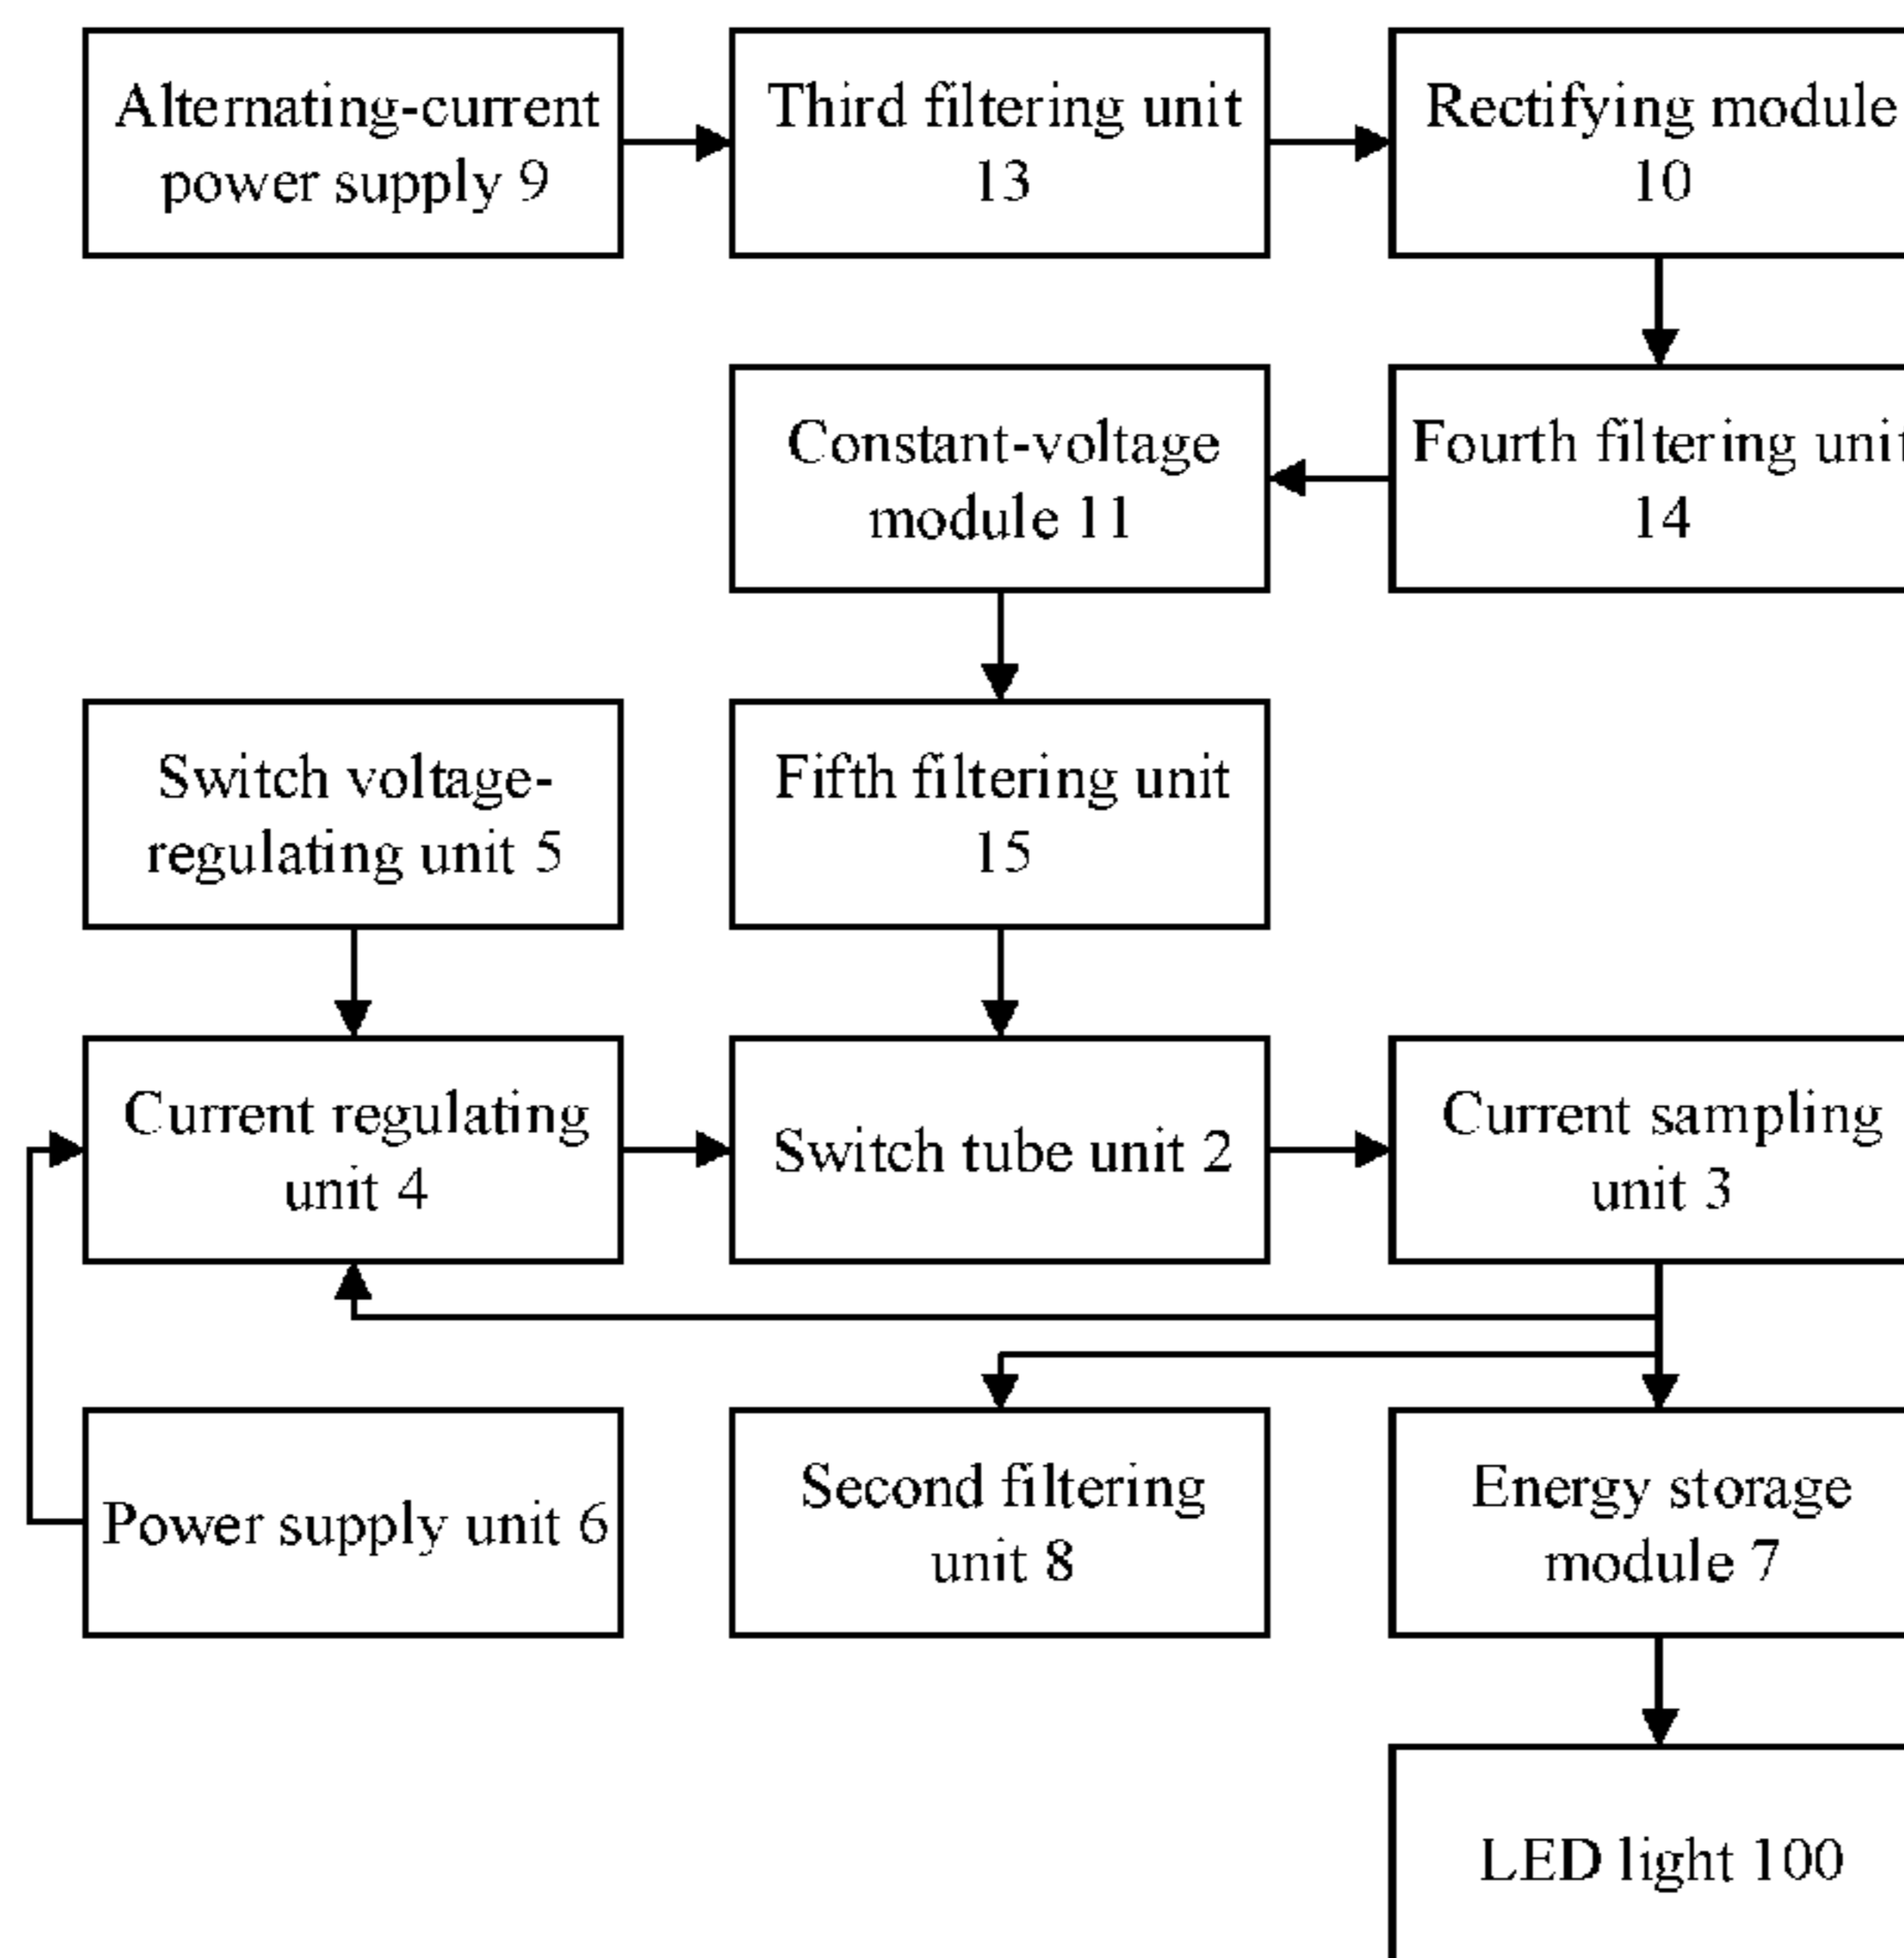 Alternating-current
power supply 9
Third filtering unit
13
Rectifying module
10
Constant-voltage
module 11
Fourth filtering unit
14
Switch voltage-
regulating unit 5
Fifth filtering unit
15
Current regulating
unit 4
Switch tube unit 2
Current sampling
unit 3
Power supply unit 6
Second filtering
unit 8
Energy storage
module 7
LED light 100